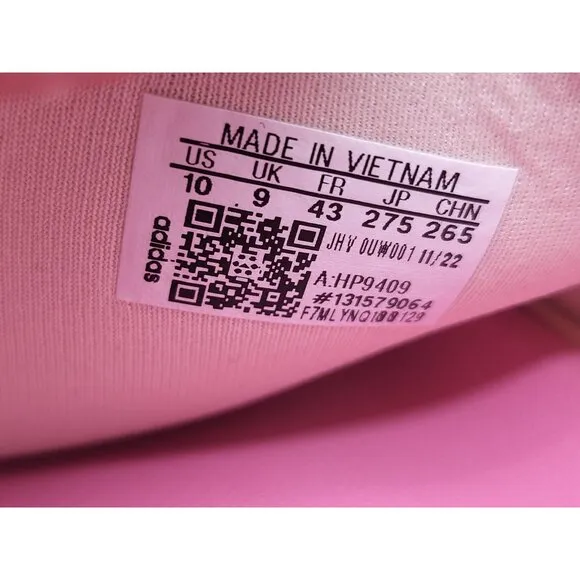 MADE IN VIETNAM
US UK FR JP CHN
10 9 43 275 265
adidas
JHV 0UW001 11/22
A:HP9409
#131579064